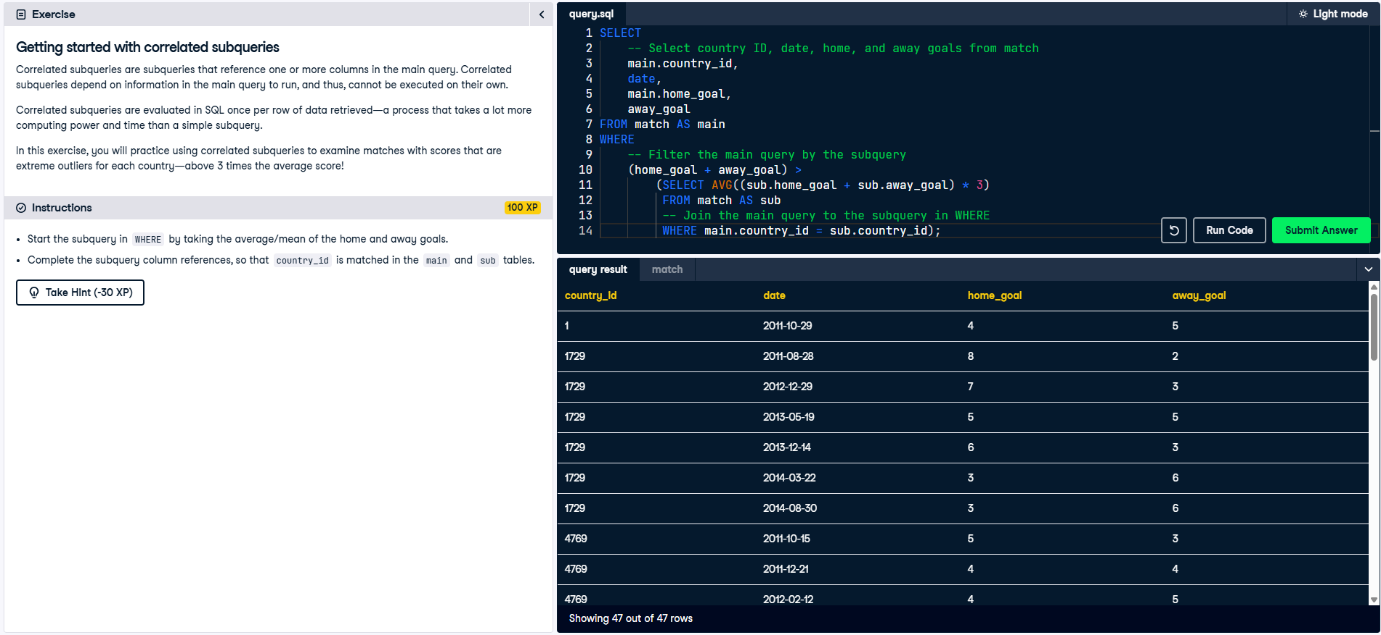 Exercise
Getting started with correlated subqueries
Correlated subqueries are subqueries that reference one or more columns in the main query. Correlated
subqueries depend on information in the main query to run, and thus, cannot be executed on their own.
Correlated subqueries are evaluated in SQL once per row of data retrieved—a process that takes a lot more
computing power and time than a simple subquery.
In this exercise, you will practice using correlated subqueries to examine matches with scores that are
extreme outliers for each country—above 3 times the average score!
Instructions 100 XP
• Start the subquery in WHERE by taking the average/mean of the home and away goals.
• Complete the subquery column references, so that country_id is matched in the main and sub tables.
Take Hint (-30 XP)
query.sql Light mode
1 SELECT
2 -- Select country ID, date, home, and away goals from match
3 main.country_id,
4 date,
5 main.home_goal,
6 away_goal
7 FROM match AS main
8 WHERE
9 -- Filter the main query by the subquery
10 (home_goal + away_goal) >
11 (SELECT AVG((sub.home_goal + sub.away_goal) * 3)
12 FROM match AS sub
13 -- Join the main query to the subquery in WHERE
14 WHERE main.country_id = sub.country_id);
Run Code Submit Answer
query result match
country_id date home_goal away_goal
1 2011-10-29 4 5
1729 2011-08-28 8 2
1729 2012-12-29 7 3
1729 2013-05-19 5 5
1729 2013-12-14 6 3
1729 2014-03-22 3 6
1729 2014-08-30 3 6
4769 2011-10-15 5 3
4769 2011-12-21 4 4
4769 2012-02-12 4 5
Showing 47 out of 47 rows